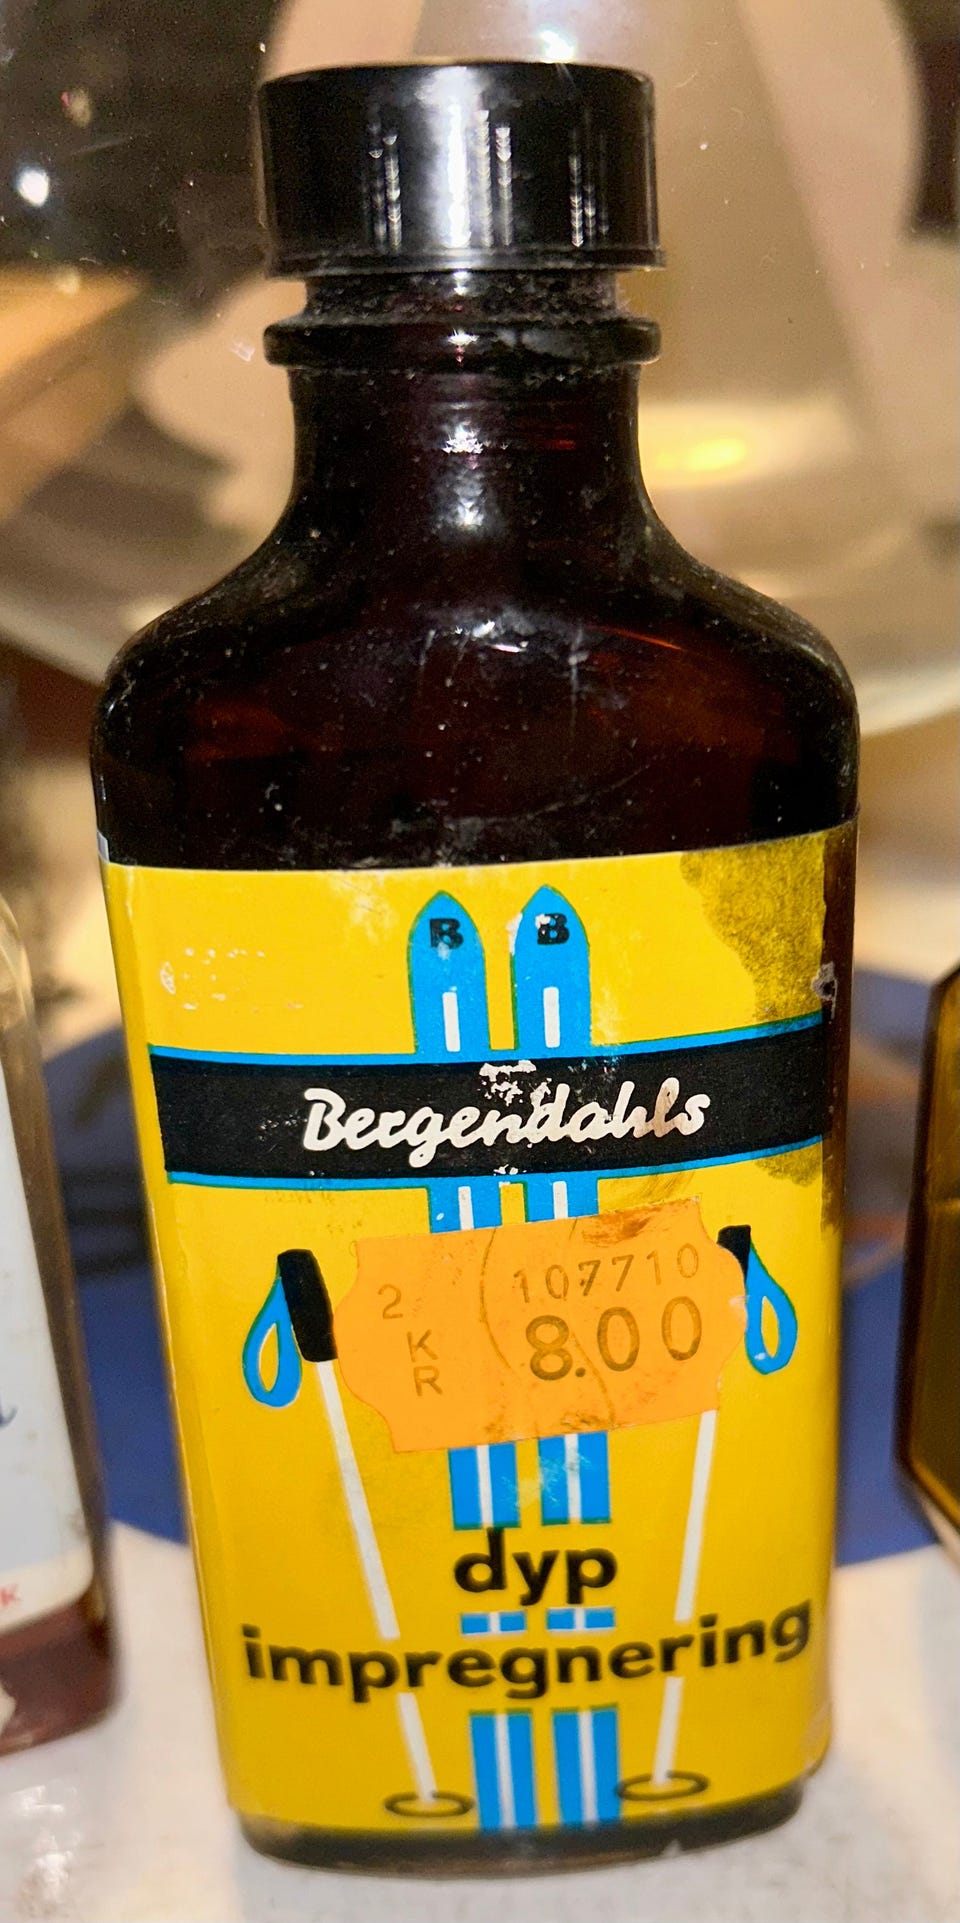 B B
Bergendahls
2 107710
KR 8.00
dyp
impregnering
K